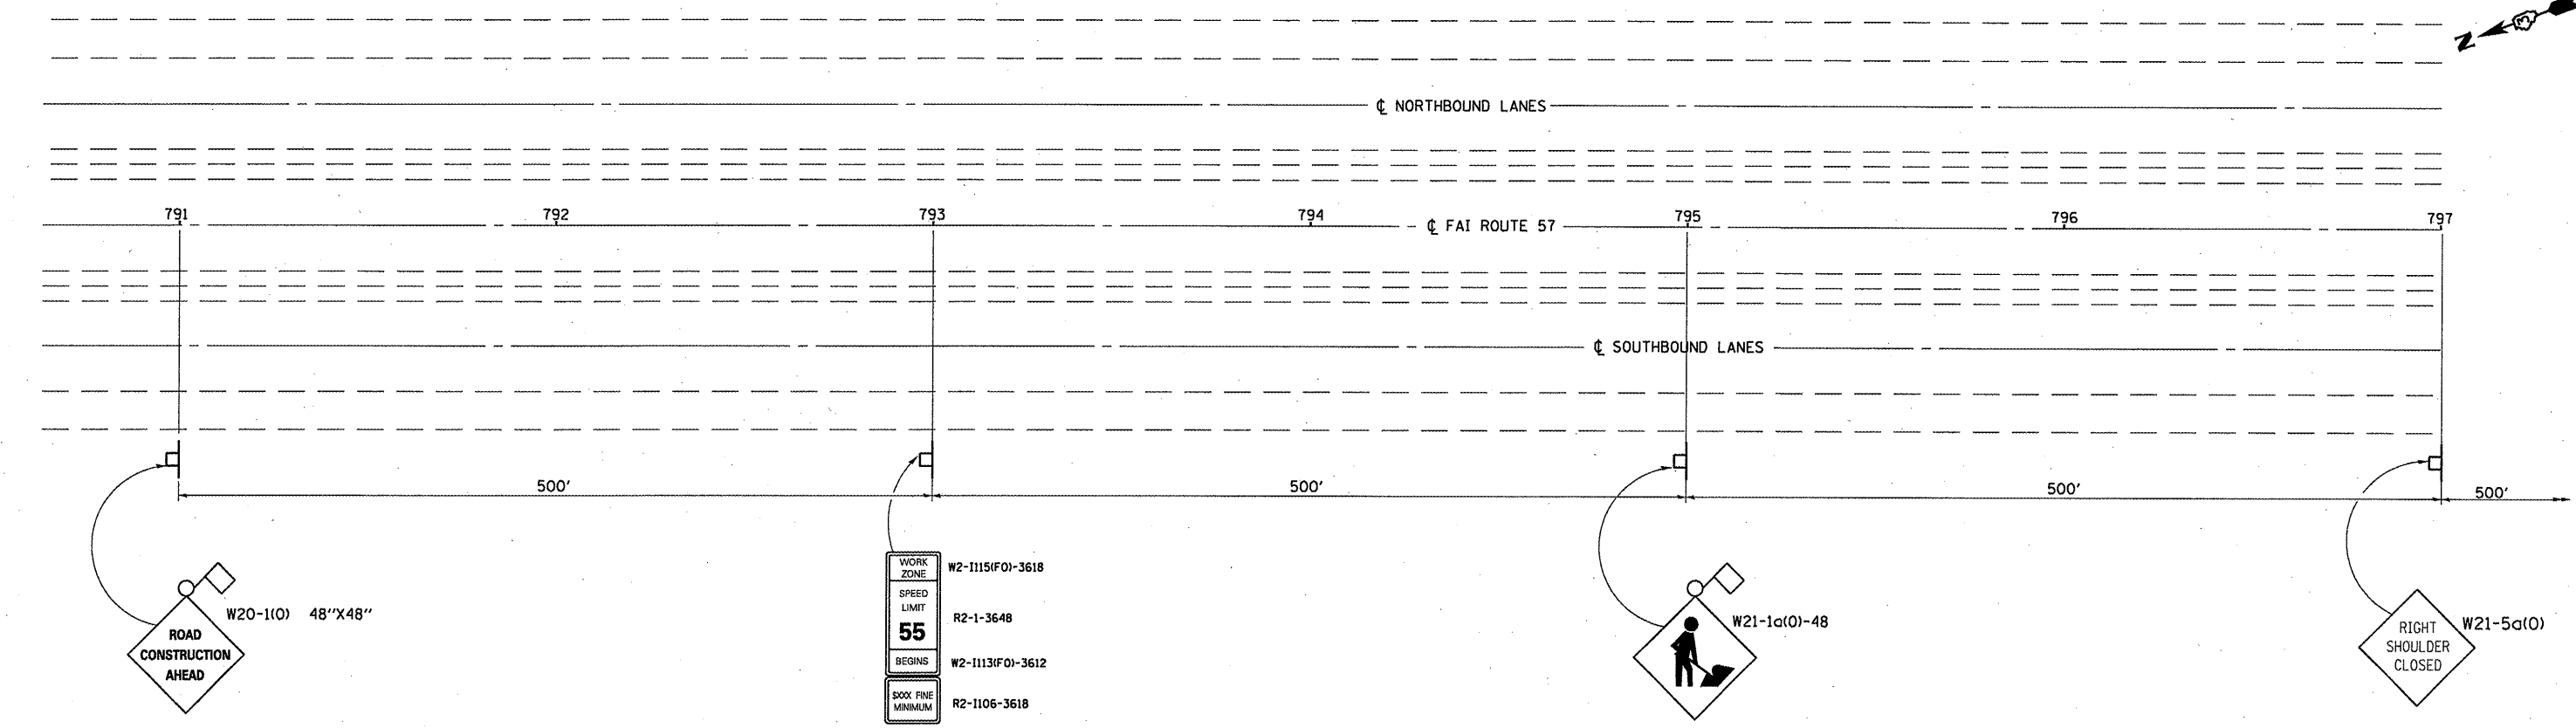 N
3
℄ NORTHBOUND LANES
791
792
793
794
795
796
797
℄ FAI ROUTE 57
℄ SOUTHBOUND LANES
500'
500'
500'
500'
W20-1(O) 48"X48"
ROAD
CONSTRUCTION
AHEAD
WORK
ZONE
W2-I115(FO)-3618
SPEED
LIMIT
55
R2-1-3648
BEGINS
W2-I113(FO)-3612
$XXX FINE
MINIMUM
R2-I106-3618
W21-1a(O)-48
RIGHT
SHOULDER
CLOSED
W21-5a(O)